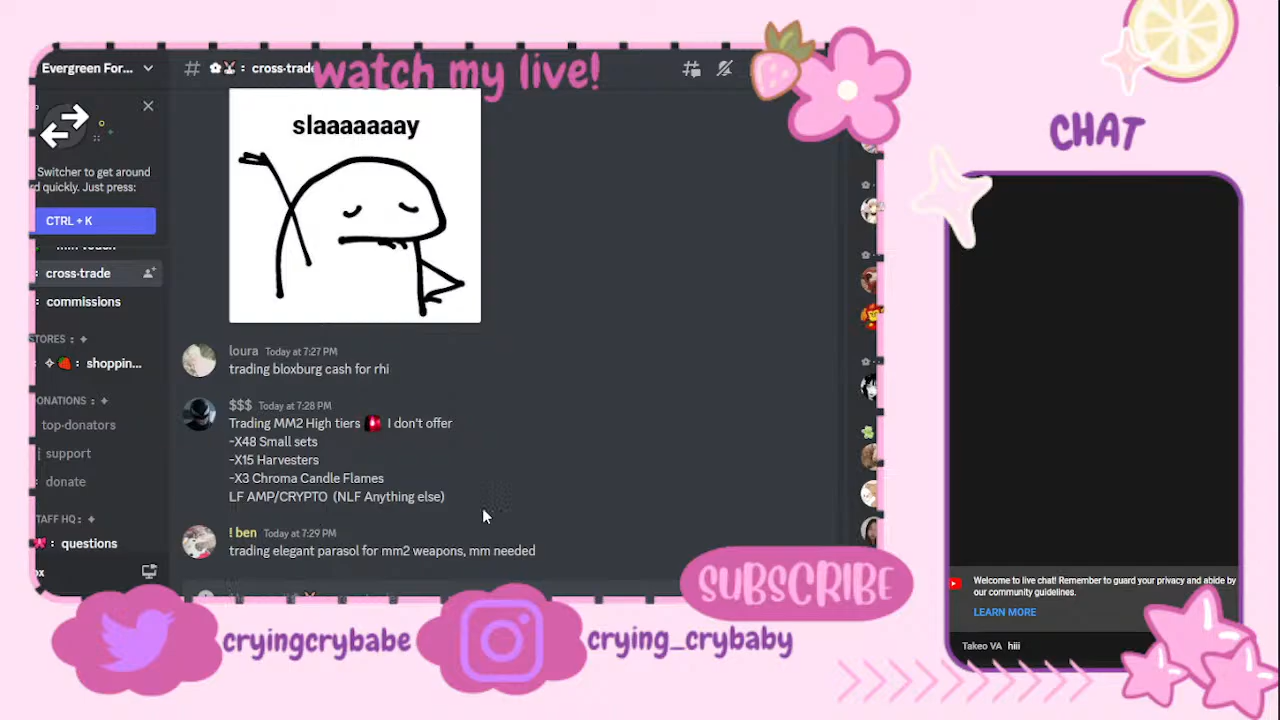 watch my live!
Evergreen For...
cross-trade
slaaaaaaay
Switcher to get around
d quickly. Just press:
CTRL + K
cross-trade
commissions
STORES :
shoppin...
ONATIONS :
top-donators
support
donate
TAFF HQ :
questions
ox
loura Today at 7:27 PM
trading bloxburg cash for rhi
$$$ Today at 7:28 PM
Trading MM2 High tiers I don't offer
-X48 Small sets
-X15 Harvesters
-X3 Chroma Candle Flames
LF AMP/CRYPTO (NLF Anything else)
! ben Today at 7:29 PM
trading elegant parasol for mm2 weapons, mm needed
SUBSCRIBE
cryingcrybabe
crying_crybaby
CHAT
Welcome to live chat! Remember to guard your privacy and abide by
our community guidelines.
LEARN MORE
Takeo VA hiii